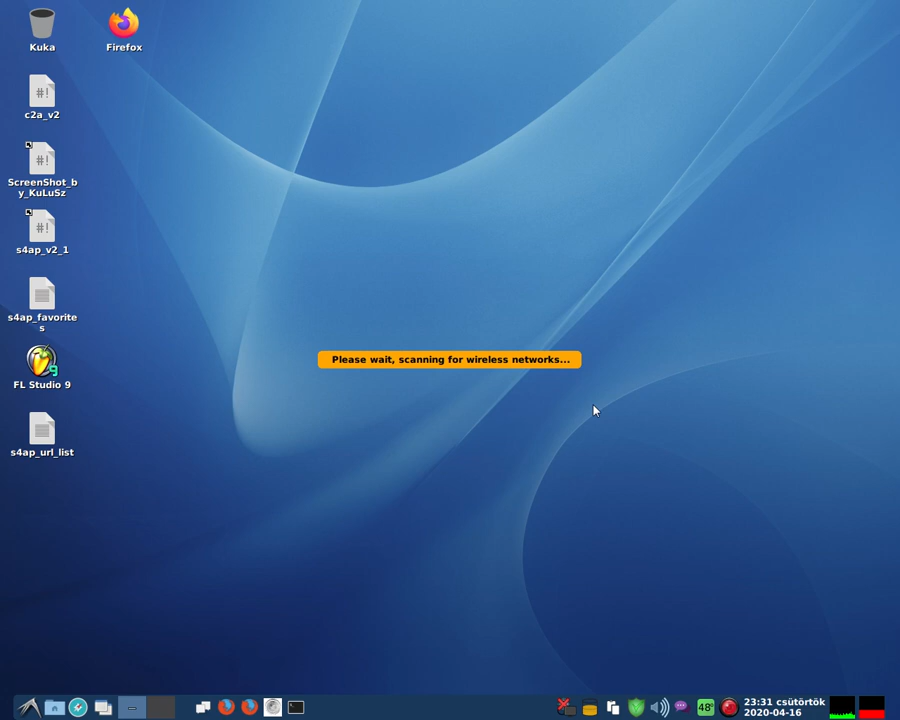 Kuka
Firefox
#!
c2a_v2
#!
ScreenShot_b
y_KuLuSz
#!
s4ap_v2_1
s4ap_favorite
s
9
FL Studio 9
s4ap_url_list
Please wait, scanning for wireless networks...
48°
23:31 csütörtök
2020-04-16